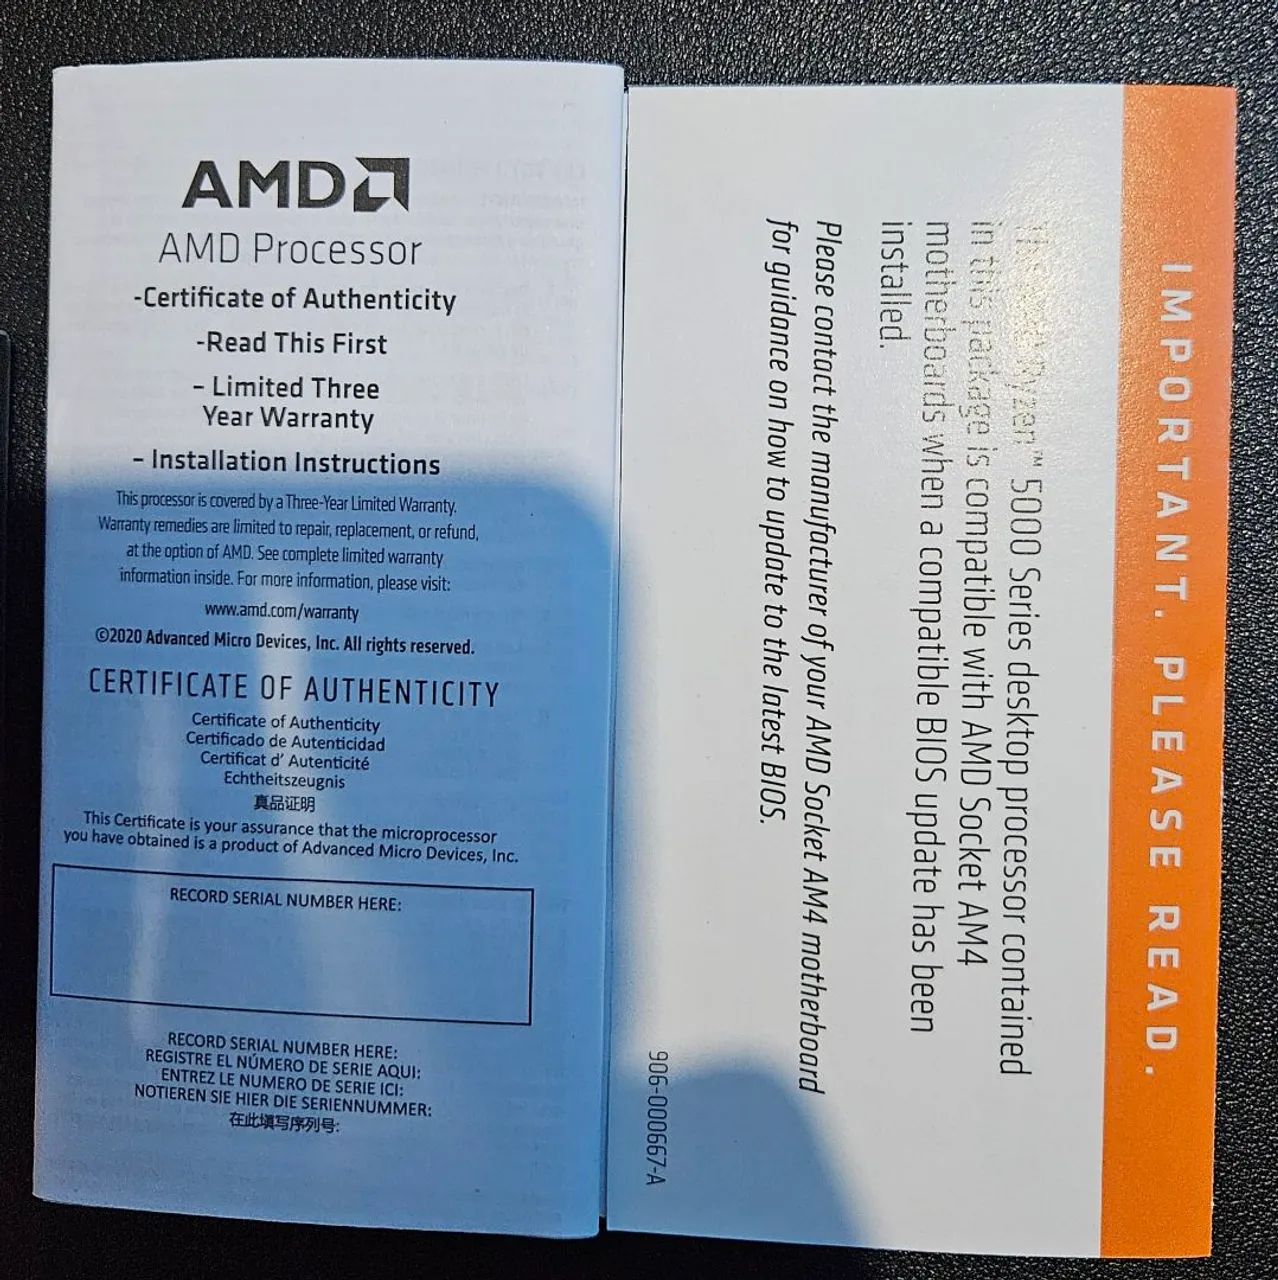 AMD
AMD Processor
-Certificate of Authenticity
-Read This First
- Limited Three
Year Warranty
- Installation Instructions
This processor is covered by a Three-Year Limited Warranty.
Warranty remedies are limited to repair, replacement, or refund,
at the option of AMD. See complete limited warranty
information inside. For more information, please visit:
www.amd.com/warranty
©2020 Advanced Micro Devices, Inc. All rights reserved.
CERTIFICATE OF AUTHENTICITY
Certificate of Authenticity
Certificado de Autenticidad
Certificat d' Autenticité
Echtheitszeugnis
真品证明
This Certificate is your assurance that the microprocessor
you have obtained is a product of Advanced Micro Devices, Inc.
RECORD SERIAL NUMBER HERE:
RECORD SERIAL NUMBER HERE:
REGISTRE EL NÚMERO DE SERIE AQUI:
ENTREZ LE NUMERO DE SERIE ICI:
NOTIEREN SIE HIER DIE SERIENNUMMER:
在此填写序列号:
IMPORTANT. PLEASE READ.
Ryzen™ 5000 Series desktop processor contained
in this package is compatible with AMD Socket AM4
motherboards when a compatible BIOS update has been
installed.
Please contact the manufacturer of your AMD Socket AM4 motherboard
for guidance on how to update to the latest BIOS.
906-000667-A